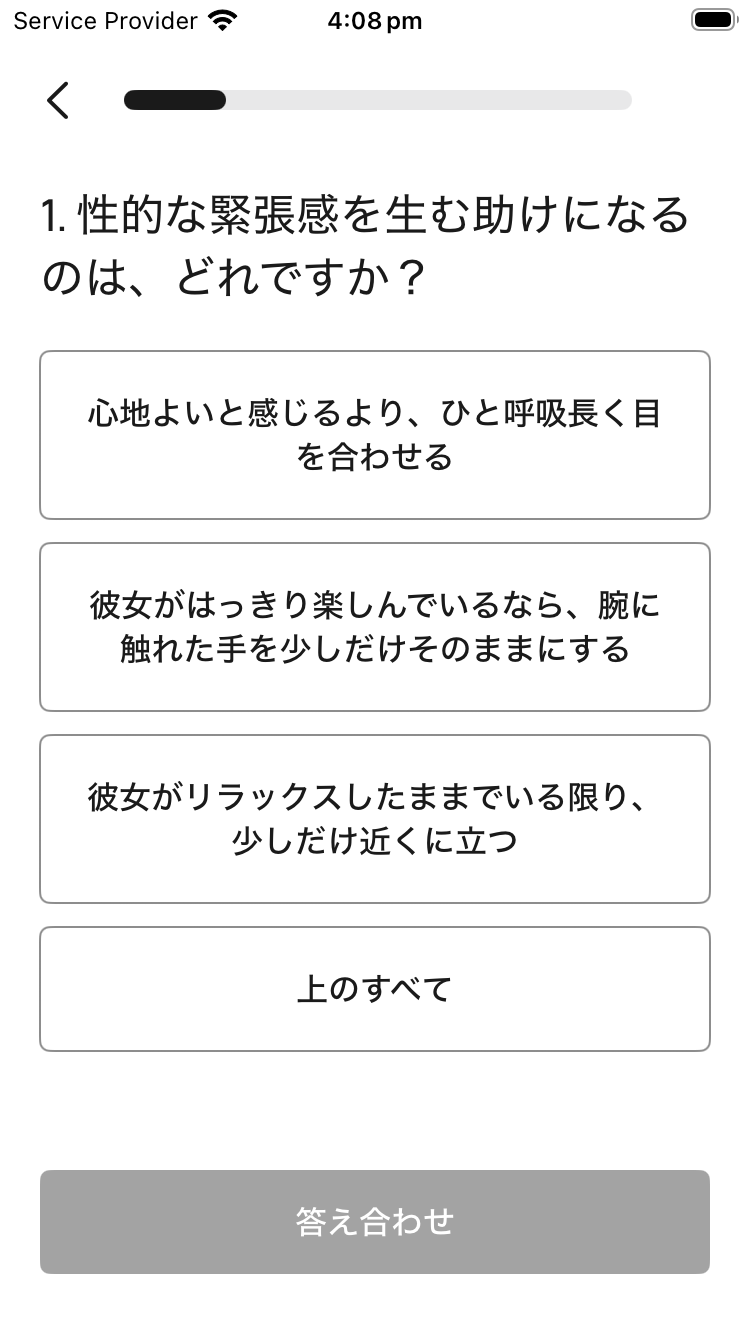 Service Provider 4:08 pm
1. 性的な緊張感を生む助けになる
のは、どれですか？
心地よいと感じるより、ひと呼吸長く目
を合わせる
彼女がはっきり楽しんでいるなら、腕に
触れた手を少しだけそのままにする
彼女がリラックスしたままでいる限り、
少しだけ近くに立つ
上のすべて
答え合わせ